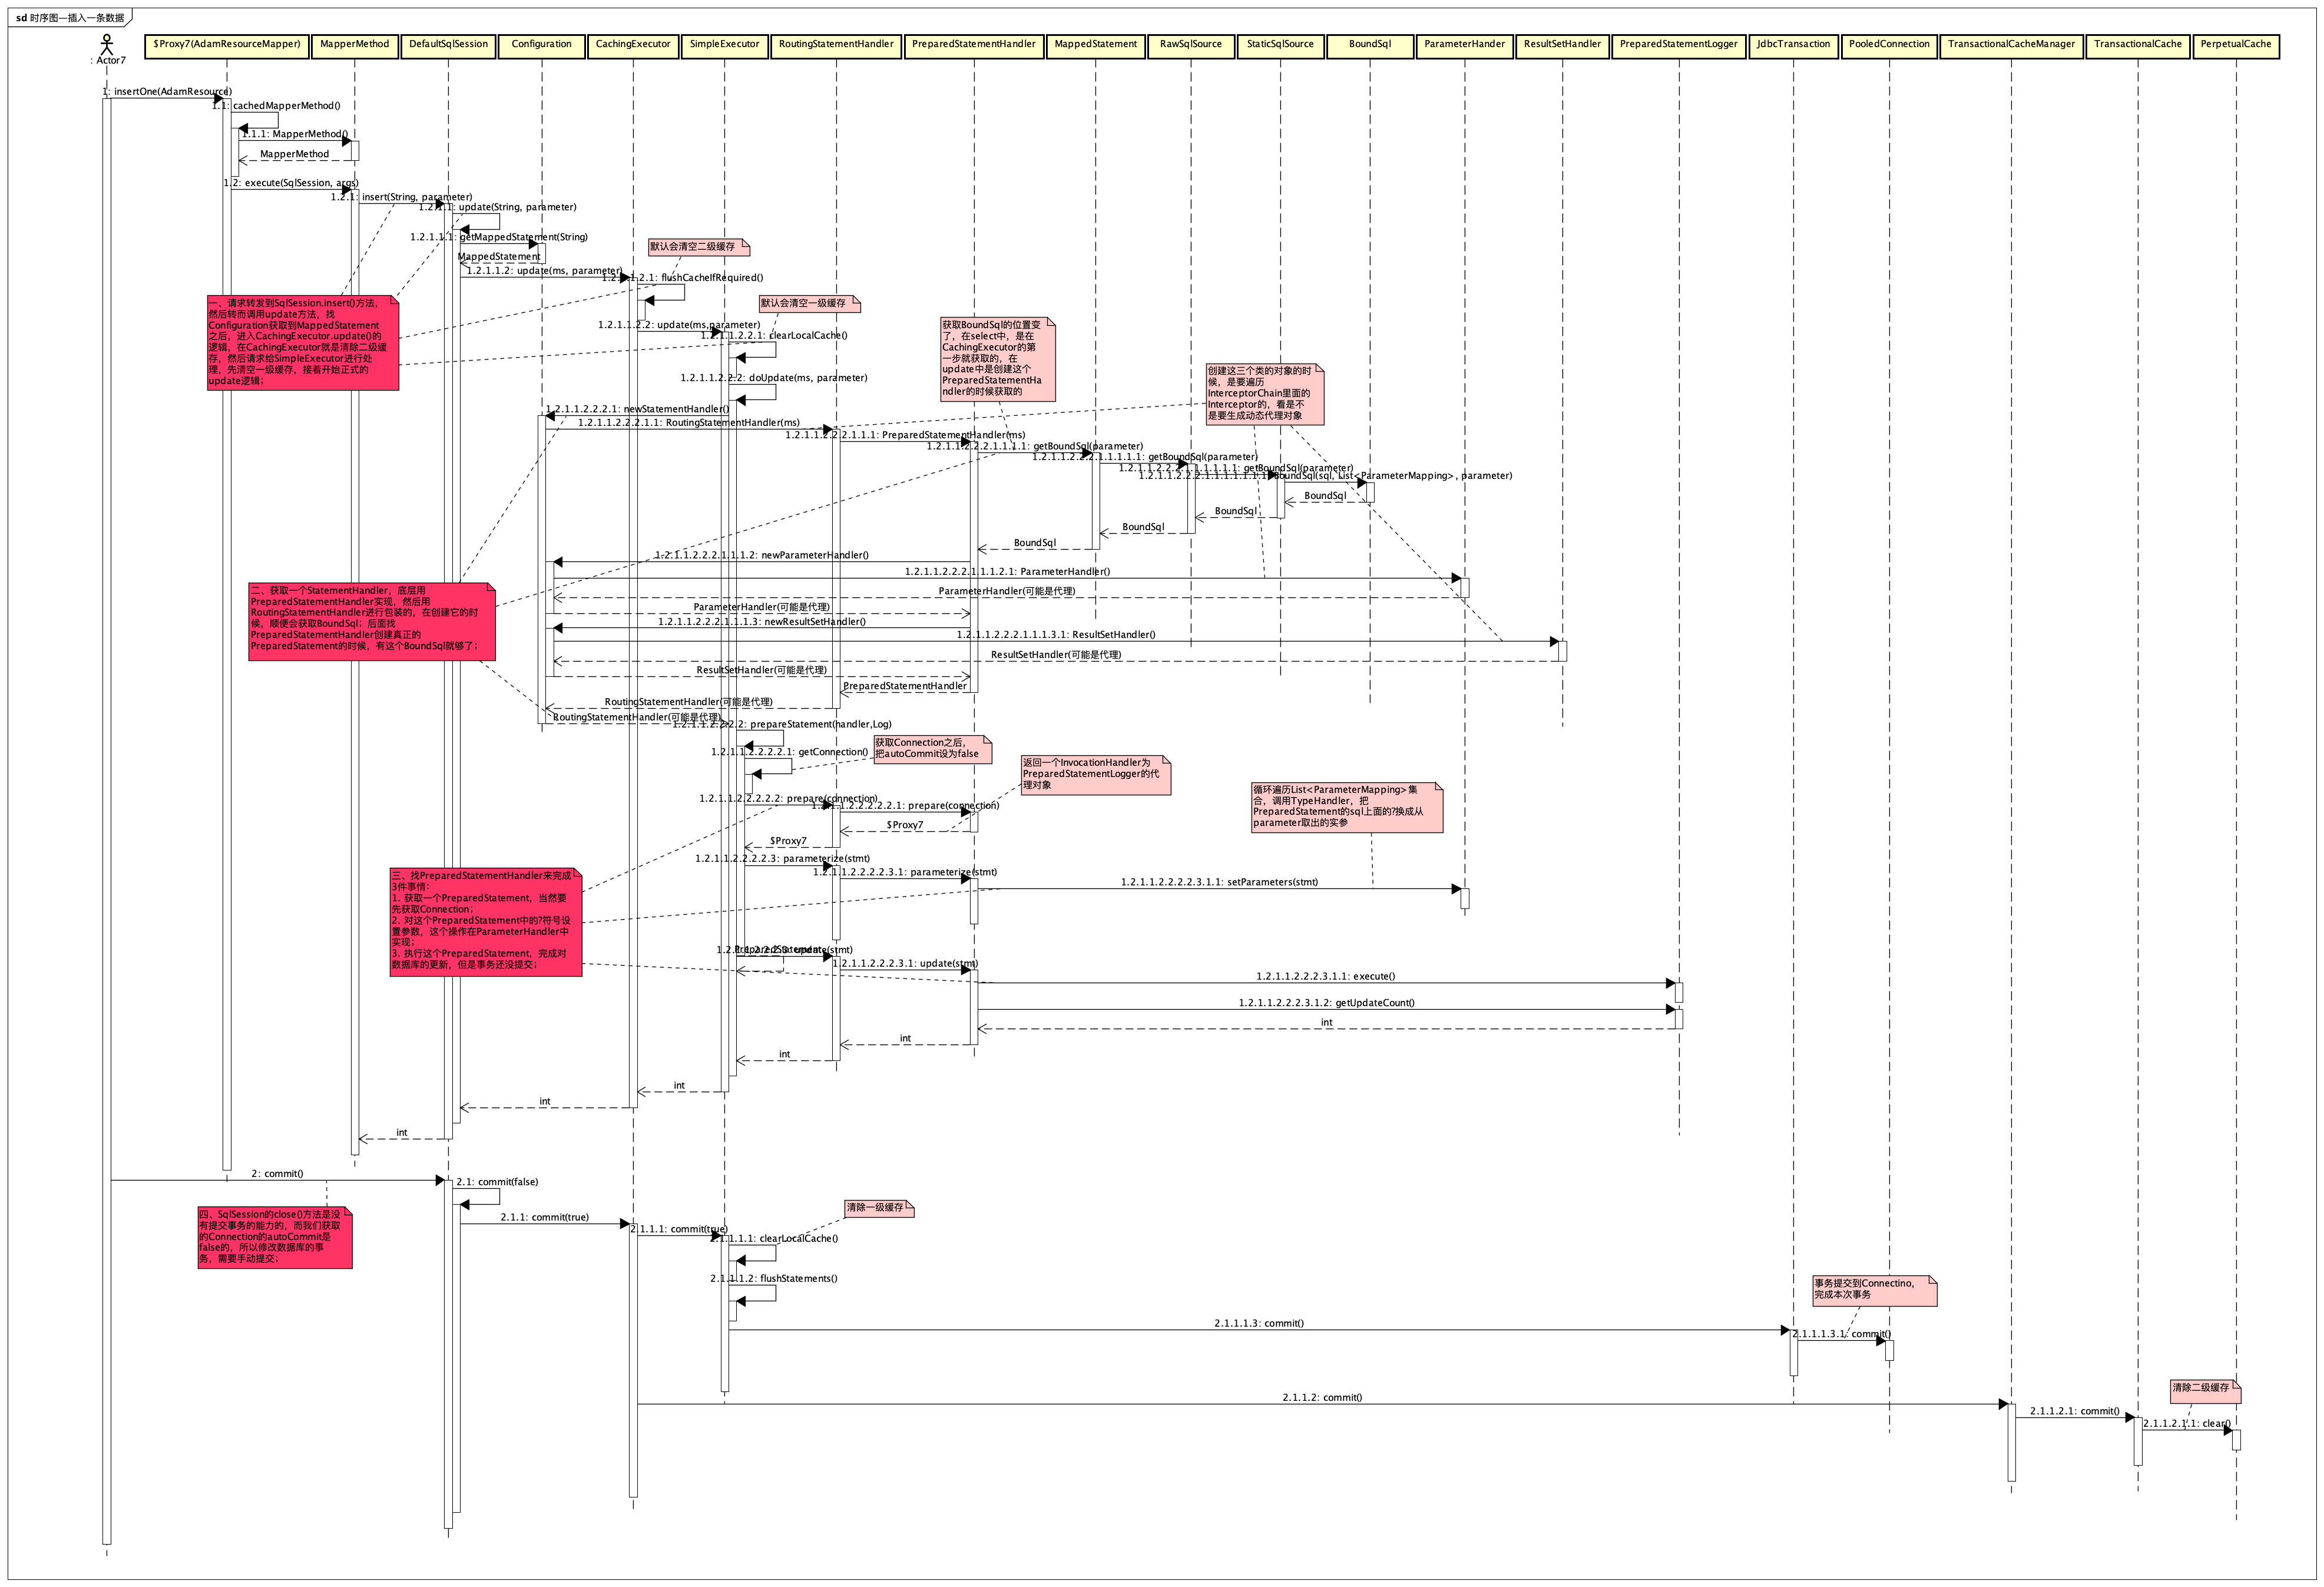 sd 时序图—插入一条数据
: Actor7
$Proxy7(AdamResourceMapper)
MapperMethod
DefaultSqlSession
Configuration
CachingExecutor
SimpleExecutor
RoutingStatementHandler
PreparedStatementHandler
MappedStatement
RawSqlSource
StaticSqlSource
BoundSql
ParameterHander
ResultSetHandler
PreparedStatementLogger
JdbcTransaction
PooledConnection
TransactionalCacheManager
TransactionalCache
PerpetualCache
1: insertOne(AdamResource)
1.1: cachedMapperMethod()
1.1.1: MapperMethod()
MapperMethod
1.2: execute(SqlSession, args)
1.2.1: insert(String, parameter)
1.2.1.1: update(String, parameter)
1.2.1.1.1: getMappedStatement(String)
MappedStatement
默认会清空二级缓存
1.2.1.1.2: update(ms, parameter)
1.2.1.1.2.1: flushCacheIfRequired()
默认会清空一级缓存
一、请求转发到SqlSession.insert()方法，
然后转而调用update方法，找
Configuration获取到MappedStatement
之后，进入CachingExecutor.update()的
逻辑，在CachingExecutor就是清除二级缓
存，然后请求给SimpleExecutor进行处
理，先清空一级缓存，接着开始正式的
update逻辑；
1.2.1.1.2.2: update(ms,parameter)
1.2.1.1.2.2.1: clearLocalCache()
获取BoundSql的位置变
了，在select中，是在
CachingExecutor的第
一步就获取的，在
update中是创建这个
PreparedStatementHa
ndler的时候获取的
创建这三个类的对象的时
候，是要遍历
InterceptorChain里面的
Interceptor的，看是不
是要生成动态代理对象
1.2.1.1.2.2.2: doUpdate(ms, parameter)
1.2.1.1.2.2.2.1: newStatementHandler()
1.2.1.1.2.2.2.1.1: RoutingStatementHandler(ms)
1.2.1.1.2.2.2.1.1.1: PreparedStatementHandler(ms)
1.2.1.1.2.2.2.1.1.1.1: getBoundSql(parameter)
1.2.1.1.2.2.2.1.1.1.1.1: getBoundSql(parameter)
1.2.1.1.2.2.2.1.1.1.1.1.1: getBoundSql(parameter)
1.2.1.1.2.2.2.1.1.1.1.1.1.1: BoundSql(sql, List<ParameterMapping>, parameter)
BoundSql
BoundSql
BoundSql
BoundSql
1.2.1.1.2.2.2.1.1.1.2: newParameterHandler()
1.2.1.1.2.2.2.1.1.1.2.1: ParameterHandler()
ParameterHandler(可能是代理)
ParameterHandler(可能是代理)
二、获取一个StatementHandler，底层用
PreparedStatementHandler实现，然后用
RoutingStatementHandler进行包装的，在创建它的时
候，顺便会获取BoundSql；后面找
PreparedStatementHandler创建真正的
PreparedStatement的时候，有这个BoundSql就够了；
1.2.1.1.2.2.2.1.1.1.3: newResultSetHandler()
1.2.1.1.2.2.2.1.1.1.3.1: ResultSetHandler()
ResultSetHandler(可能是代理)
ResultSetHandler(可能是代理)
PreparedStatementHandler
RoutingStatementHandler(可能是代理)
RoutingStatementHandler(可能是代理)
1.2.1.1.2.2.2.2: prepareStatement(handler,Log)
获取Connection之后，
把autoCommit设为false
1.2.1.1.2.2.2.2.1: getConnection()
返回一个InvocationHandler为
PreparedStatementLogger的代
理对象
循环遍历List<ParameterMapping>集
合，调用TypeHandler，把
PreparedStatement的sql上面的?换成从
parameter取出的实参
1.2.1.1.2.2.2.2.2: prepare(connection)
1.2.1.1.2.2.2.2.2.1: prepare(connection)
$Proxy7
$Proxy7
1.2.1.1.2.2.2.2.3: parameterize(stmt)
1.2.1.1.2.2.2.2.3.1: parameterize(stmt)
1.2.1.1.2.2.2.2.3.1.1: setParameters(stmt)
三、找PreparedStatementHandler来完成
3件事情：
1. 获取一个PreparedStatement，当然要
先获取Connection；
2. 对这个PreparedStatement中的?符号设
置参数，这个操作在ParameterHandler中
实现；
3. 执行这个PreparedStatement，完成对
数据库的更新，但是事务还没提交；
PreparedStatement
1.2.1.1.2.2.2.3: update(stmt)
1.2.1.1.2.2.2.3.1: update(stmt)
1.2.1.1.2.2.2.3.1.1: execute()
1.2.1.1.2.2.2.3.1.2: getUpdateCount()
int
int
int
int
int
int
2: commit()
2.1: commit(false)
四、SqlSession的close()方法是没
有提交事务的能力的，而我们获取
的Connection的autoCommit是
false的，所以修改数据库的事
务，需要手动提交；
清除一级缓存
2.1.1: commit(true)
2.1.1.1: commit(true)
2.1.1.1.1: clearLocalCache()
2.1.1.1.2: flushStatements()
事务提交到Connectino，
完成本次事务
2.1.1.1.3: commit()
2.1.1.1.3.1: commit()
清除二级缓存
2.1.1.2: commit()
2.1.1.2.1: commit()
2.1.1.2.1.1: clear()